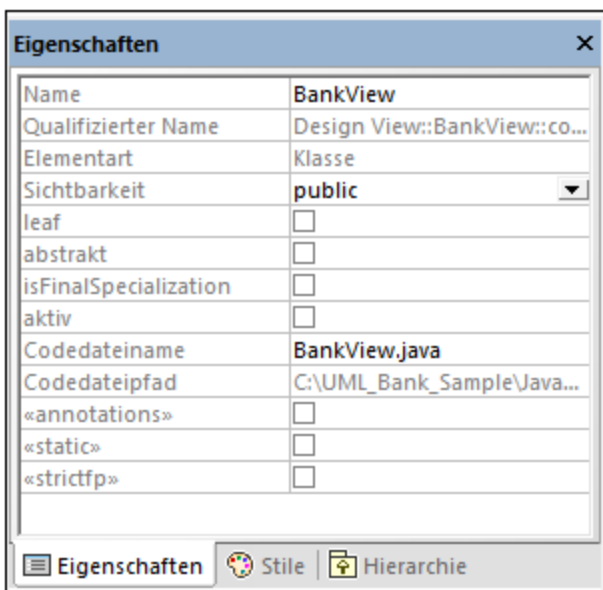 Eigenschaften
Name BankView
Qualifizierter Name Design View::BankView::co...
Elementart Klasse
Sichtbarkeit public
leaf
abstrakt
isFinalSpecialization
aktiv
Codedateiname BankView.java
Codedateipfad C:\UML_Bank_Sample\Java...
«annotations»
«static»
«strictfp»
Eigenschaften Stile Hierarchie